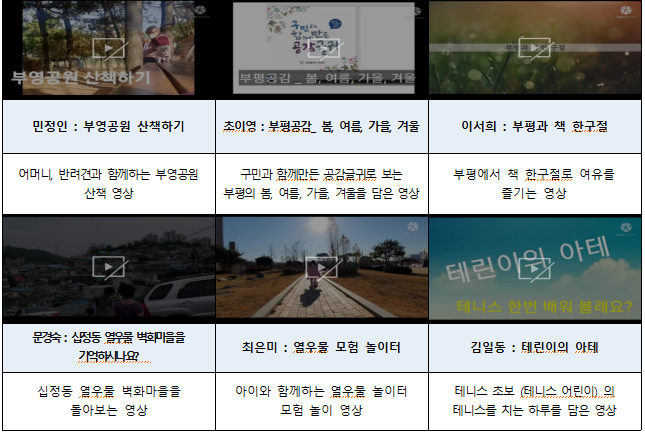 부영공원 산책하기
구민과
함께 만든
공감글귀
부평공감 _ 봄, 여름, 가을, 겨울
부평과 책 한구절
민정인 : 부영공원 산책하기
초이영 : 부평공감_ 봄, 여름, 가을, 겨울
이서희 : 부평과 책 한구절
어머니, 반려견과 함께하는 부영공원
산책 영상
구민과 함께만든 공감글귀로 보는
부평의 봄, 여름, 가을, 겨울을 담은 영상
부평에서 책 한구절로 여유를
즐기는 영상
테린이의 아테
테니스 한번 배워 볼래요?
문경숙 : 십정동 열우물 벽화마을을
기억하시나요?
최은미 : 열우물 모험 놀이터
김일동 : 테린이의 아테
십정동 열우물 벽화마을을
돌아보는 영상
아이와 함께하는 열우물 놀이터
모험 놀이 영상
테니스 초보 (테니스 어린이) 의
테니스를 치는 하루를 담은 영상